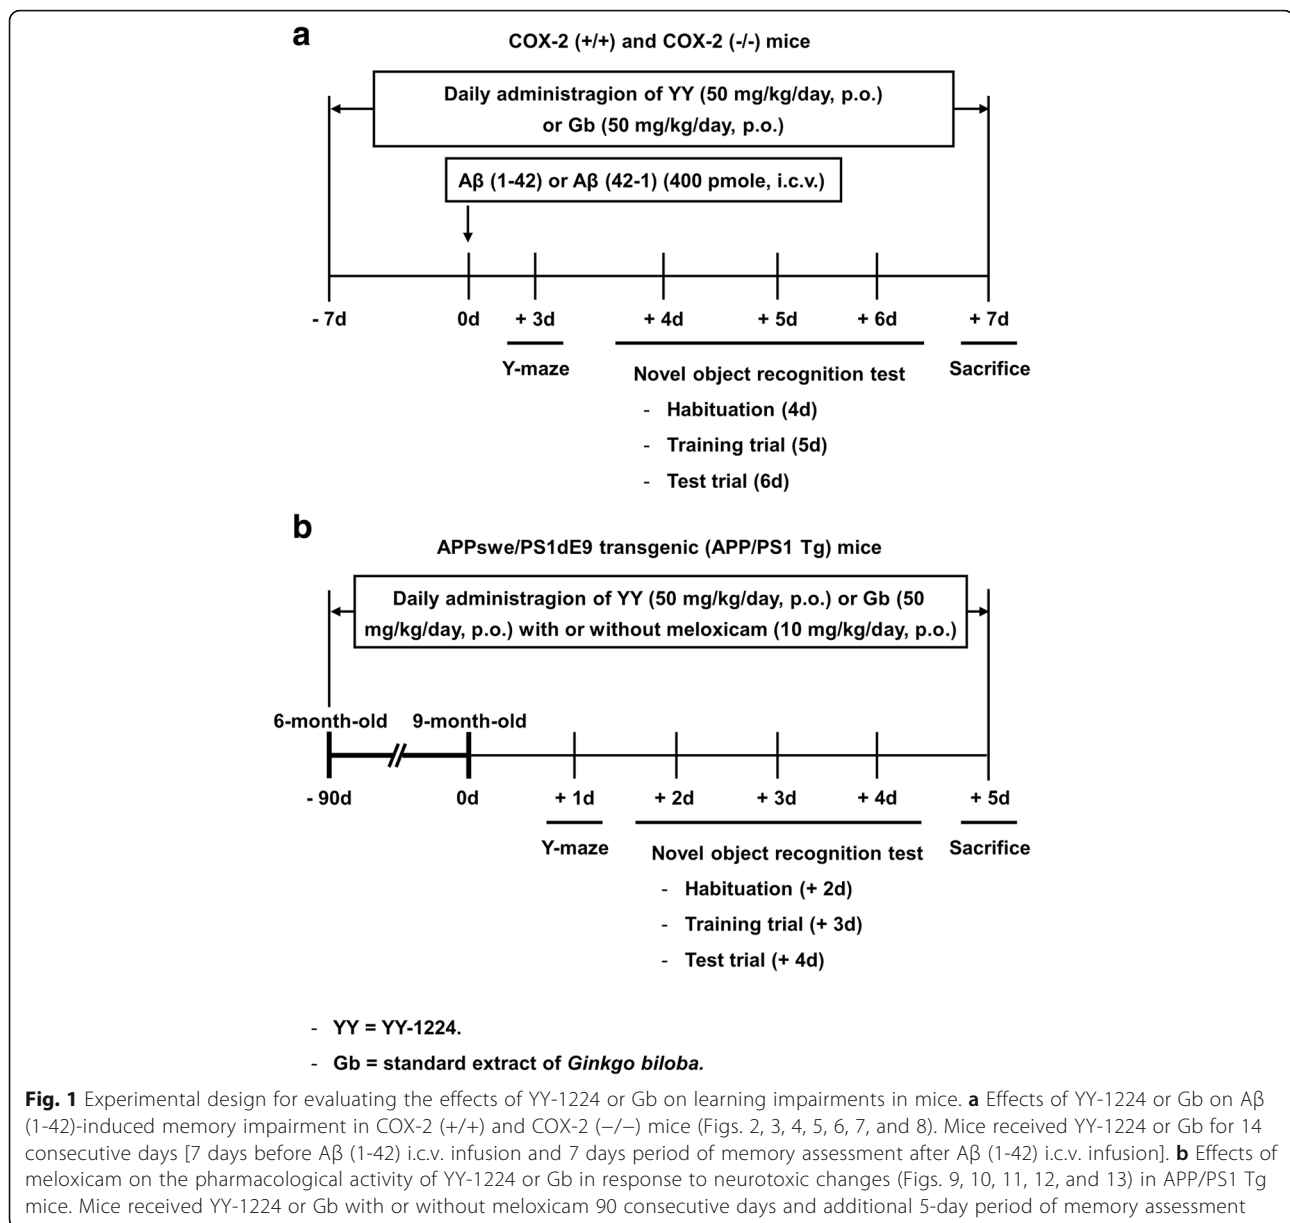 a
COX-2 (+/+) and COX-2 (-/-) mice
Daily administragion of YY (50 mg/kg/day, p.o.)
or Gb (50 mg/kg/day, p.o.)
Aβ (1-42) or Aβ (42-1) (400 pmole, i.c.v.)
- 7d 0d + 3d + 4d + 5d + 6d + 7d
Y-maze Novel object recognition test Sacrifice
- Habituation (4d)
- Training trial (5d)
- Test trial (6d)
b
APPswe/PS1dE9 transgenic (APP/PS1 Tg) mice
Daily administragion of YY (50 mg/kg/day, p.o.) or Gb (50
mg/kg/day, p.o.) with or without meloxicam (10 mg/kg/day, p.o.)
6-month-old 9-month-old
- 90d 0d + 1d + 2d + 3d + 4d + 5d
Y-maze Novel object recognition test Sacrifice
- Habituation (+ 2d)
- Training trial (+ 3d)
- Test trial (+ 4d)
- YY = YY-1224.
- Gb = standard extract of Ginkgo biloba.
Fig. 1 Experimental design for evaluating the effects of YY-1224 or Gb on learning impairments in mice. a Effects of YY-1224 or Gb on Aβ
(1-42)-induced memory impairment in COX-2 (+/+) and COX-2 (−/−) mice (Figs. 2, 3, 4, 5, 6, 7, and 8). Mice received YY-1224 or Gb for 14
consecutive days [7 days before Aβ (1-42) i.c.v. infusion and 7 days period of memory assessment after Aβ (1-42) i.c.v. infusion]. b Effects of
meloxicam on the pharmacological activity of YY-1224 or Gb in response to neurotoxic changes (Figs. 9, 10, 11, 12, and 13) in APP/PS1 Tg
mice. Mice received YY-1224 or Gb with or without meloxicam 90 consecutive days and additional 5-day period of memory assessment